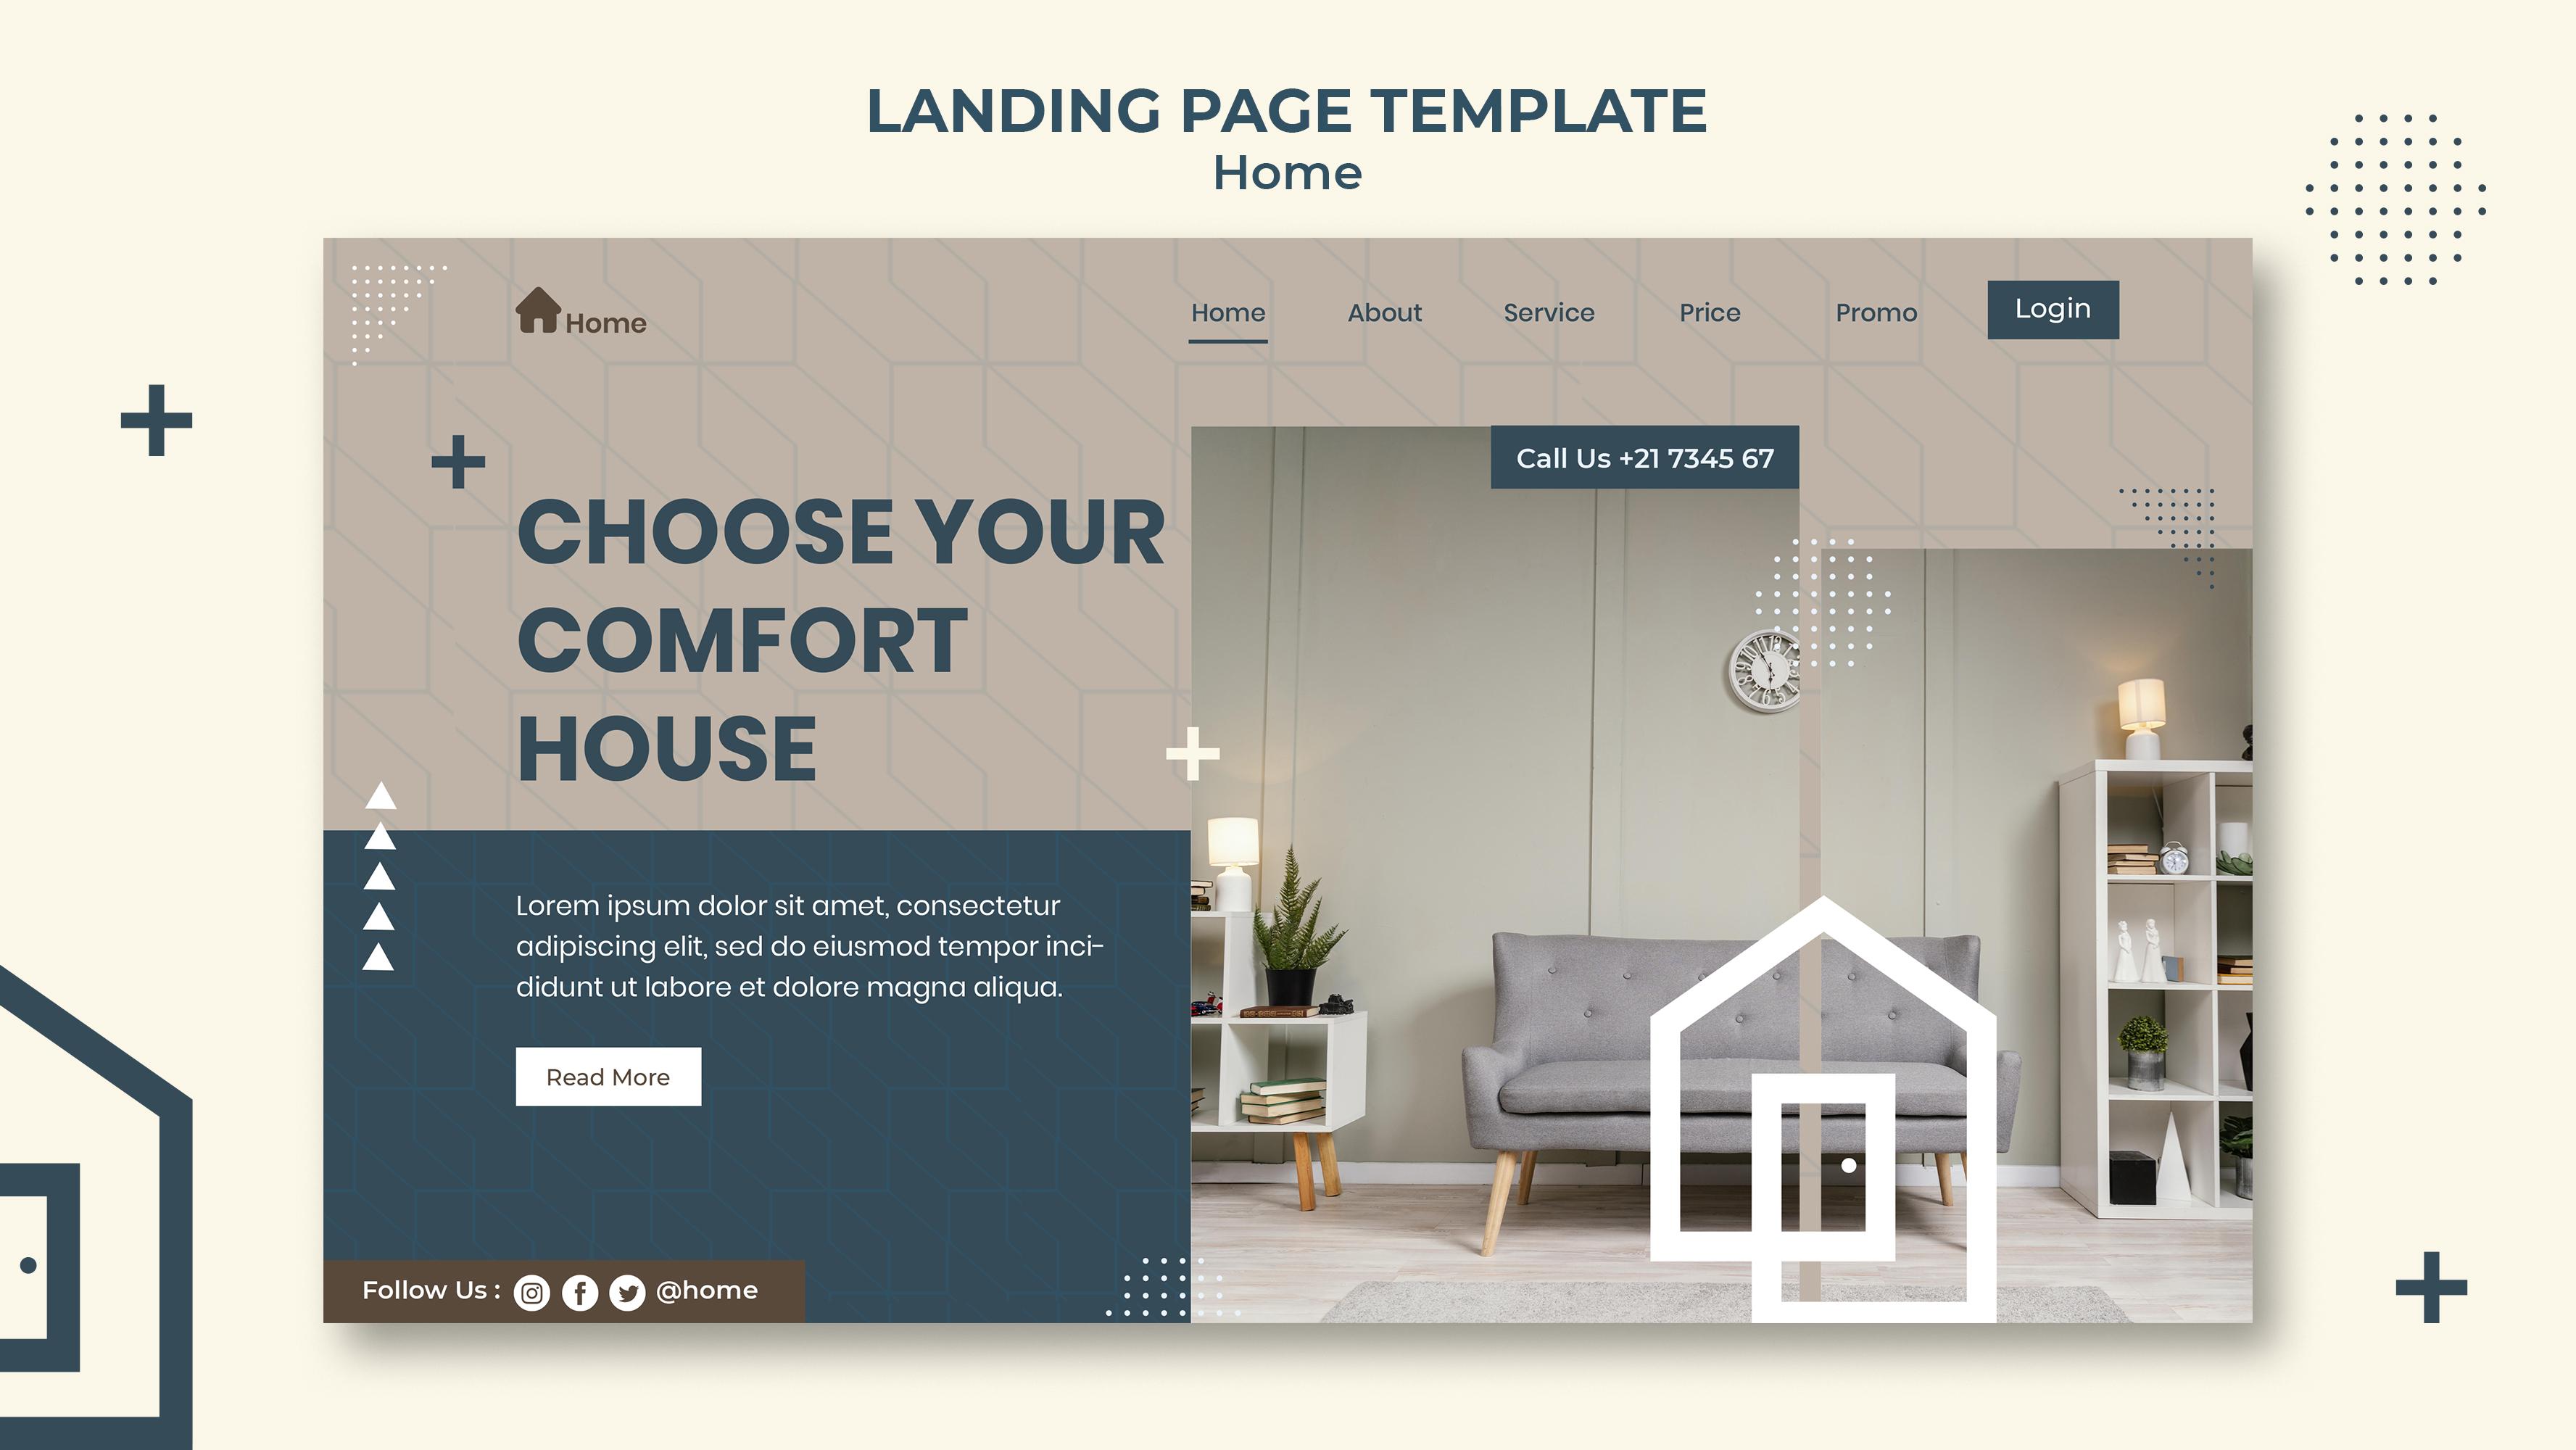 LANDING PAGE TEMPLATE
Home
Home
Home About Service Price Promo Login
Call Us +21 7345 67
CHOOSE YOUR
COMFORT
HOUSE
Lorem ipsum dolor sit amet, consectetur
adipiscing elit, sed do eiusmod tempor inci-
didunt ut labore et dolore magna aliqua.
Read More
Follow Us : @home